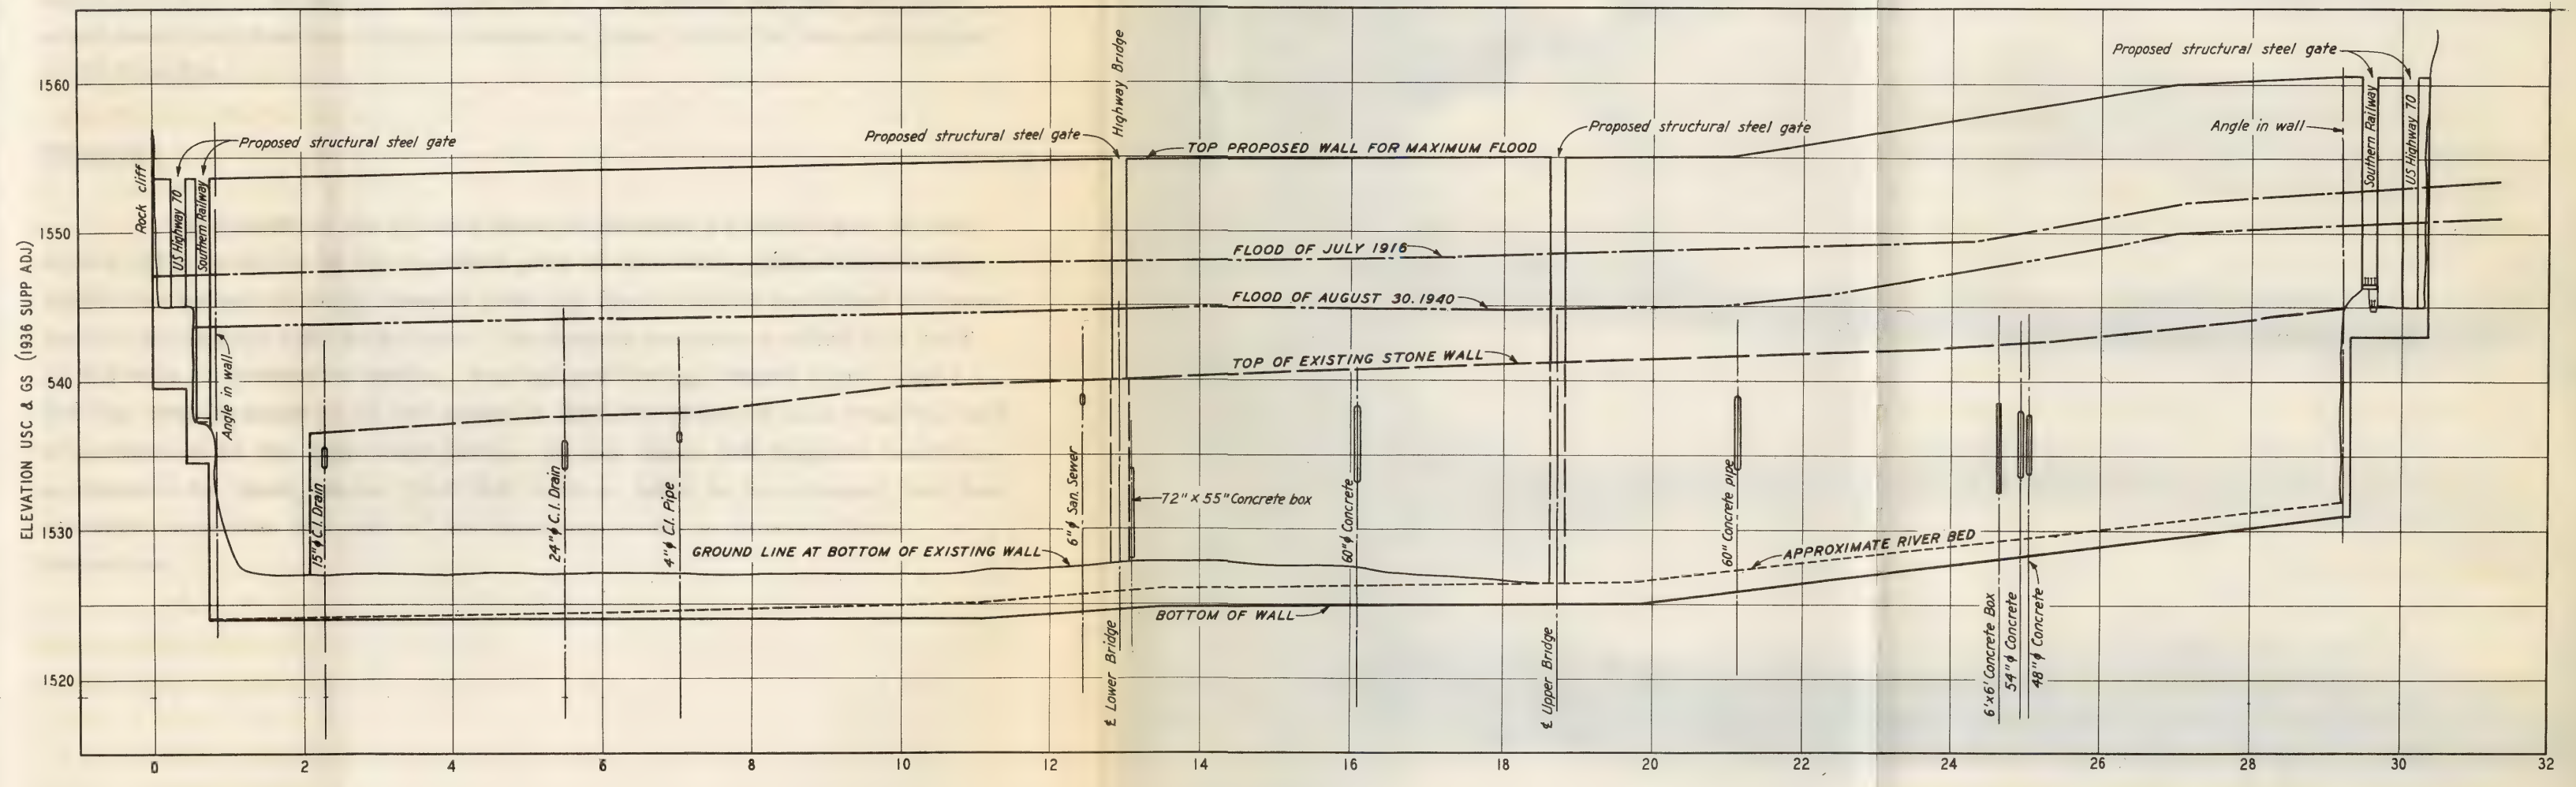 Highway Bridge
Proposed structural steel gate
1560
Proposed structural steel gate
Proposed structural steel gate
Proposed structural steel gate
Angle in wall
TOP PROPOSED WALL FOR MAXIMUM FLOOD
Rock cliff
US Highway 70
Southern Railway
Southern Railway
US Highway 70
1550
FLOOD OF JULY 1916
FLOOD OF AUGUST 30. 1940
ELEVATION USC & GS (1936 SUPP ADJ)
Angle in wall
TOP OF EXISTING STONE WALL
1540
15"ϕ C.I. Drain
24"ϕ C.I. Drain
4"ϕ C.I. Pipe
6"ϕ San. Sewer
72" X 55" Concrete box
60"ϕ Concrete
60" Concrete pipe
1530
GROUND LINE AT BOTTOM OF EXISTING WALL
APPROXIMATE RIVER BED
BOTTOM OF WALL
℄ Lower Bridge
℄ Upper Bridge
6'x6' Concrete Box
54"ϕ Concrete
48"ϕ Concrete
1520
0 2 4 6 8 10 12 14 16 18 20 22 24 26 28 30 32